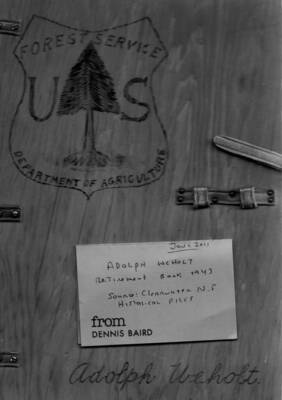 FOREST SERVICE
U S
DEPARTMENT OF AGRICULTURE
June 2011
ADOLPH WEHOLT
RETIREMENT BOOK 1943
SOURCE: CLEARWATER N.F
HISTORICAL FILES
from
DENNIS BAIRD
Adolph Weholt.